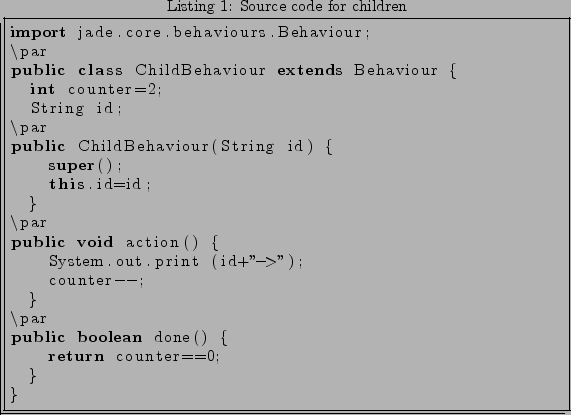 Listing 1: Source code for children
import jade.core.behaviours.Behaviour;
\par
public class ChildBehaviour extends Behaviour {
int counter=2;
String id;
\par
public ChildBehaviour(String id) {
super();
this.id=id;
}
\par
public void action() {
System.out.print (id+"->");
counter--;
}
\par
public boolean done() {
return counter==0;
}
}